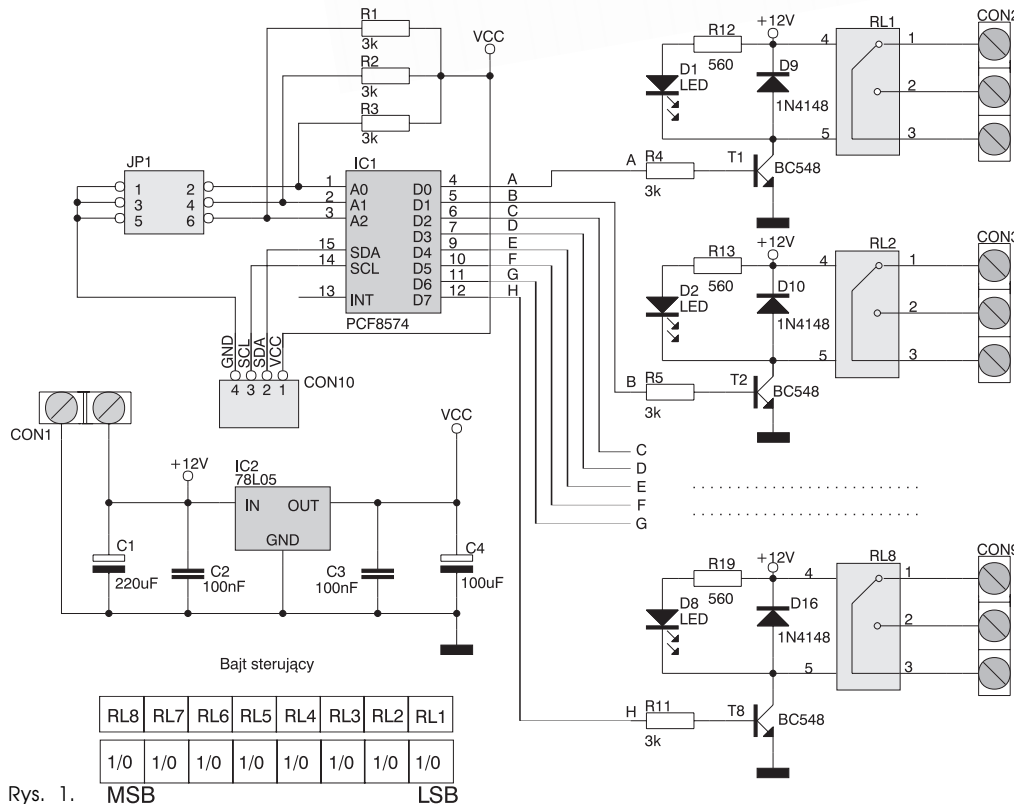 R1
3k
R2
3k
R3
3k
VCC
JP1
1 2
3 4
5 6
IC1
1 A0 D0 4 A
2 A1 D1 5 B
3 A2 D2 6 C
D3 7 D
15 SDA D4 9 E
14 SCL D5 10 F
D6 11 G
13 INT D7 12 H
PCF8574
GND
SCL
SDA
VCC
4 3 2 1
CON10
CON1
+12V
IC2
78L05
IN OUT
GND
VCC
C1
220uF
C2
100nF
C3
100nF
C4
100uF
R12
560
+12V
D1
LED
D9
1N4148
4
5
RL1
1
2
3
CON2
A R4
3k
T1
BC548
R13
560
+12V
D2
LED
D10
1N4148
4
5
RL2
1
2
3
CON3
B R5
3k
T2
BC548
C
D
E
F
G
R19
560
+12V
D8
LED
D16
1N4148
4
5
RL8
1
2
3
CON9
H R11
3k
T8
BC548
Bajt sterujący
RL8 RL7 RL6 RL5 RL4 RL3 RL2 RL1
1/0 1/0 1/0 1/0 1/0 1/0 1/0 1/0
Rys. 1. MSB LSB